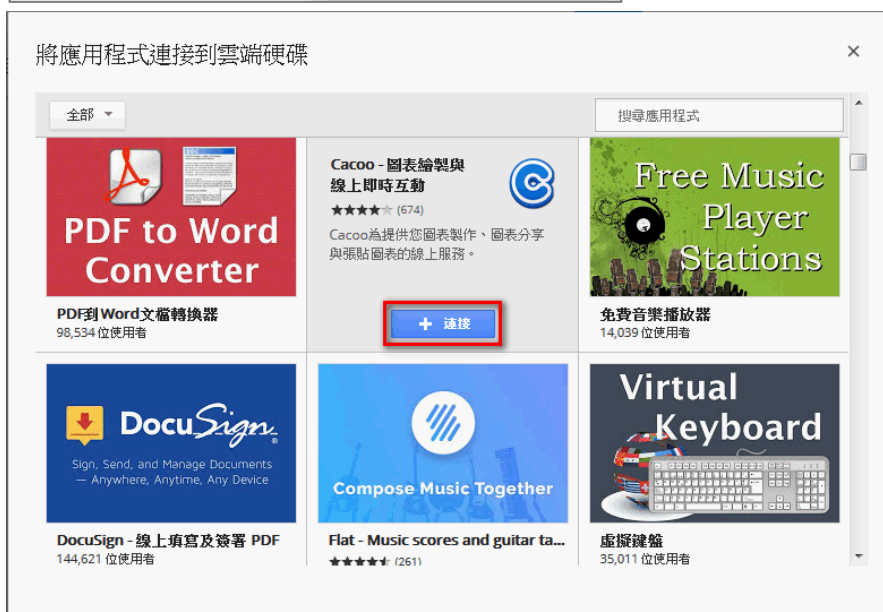 將應用程式連接到雲端硬碟
×
全部
搜尋應用程式
PDF to Word
Converter
PDF到Word文檔轉換器
98,534 位使用者
Cacoo - 圖表繪製與
線上即時互動
★★★★☆ (674)
Cacoo為提供您圖表製作、圖表分享
與張貼圖表的線上服務。
+ 連接
Free Music
Player
Stations
免費音樂播放器
14,039 位使用者
DocuSign
Sign, Send, and Manage Documents
— Anywhere, Anytime, Any Device
DocuSign - 線上填寫及簽署 PDF
144,621 位使用者
Compose Music Together
Flat - Music scores and guitar ta...
(261)
Virtual
Keyboard
虛擬鍵盤
35,011 位使用者